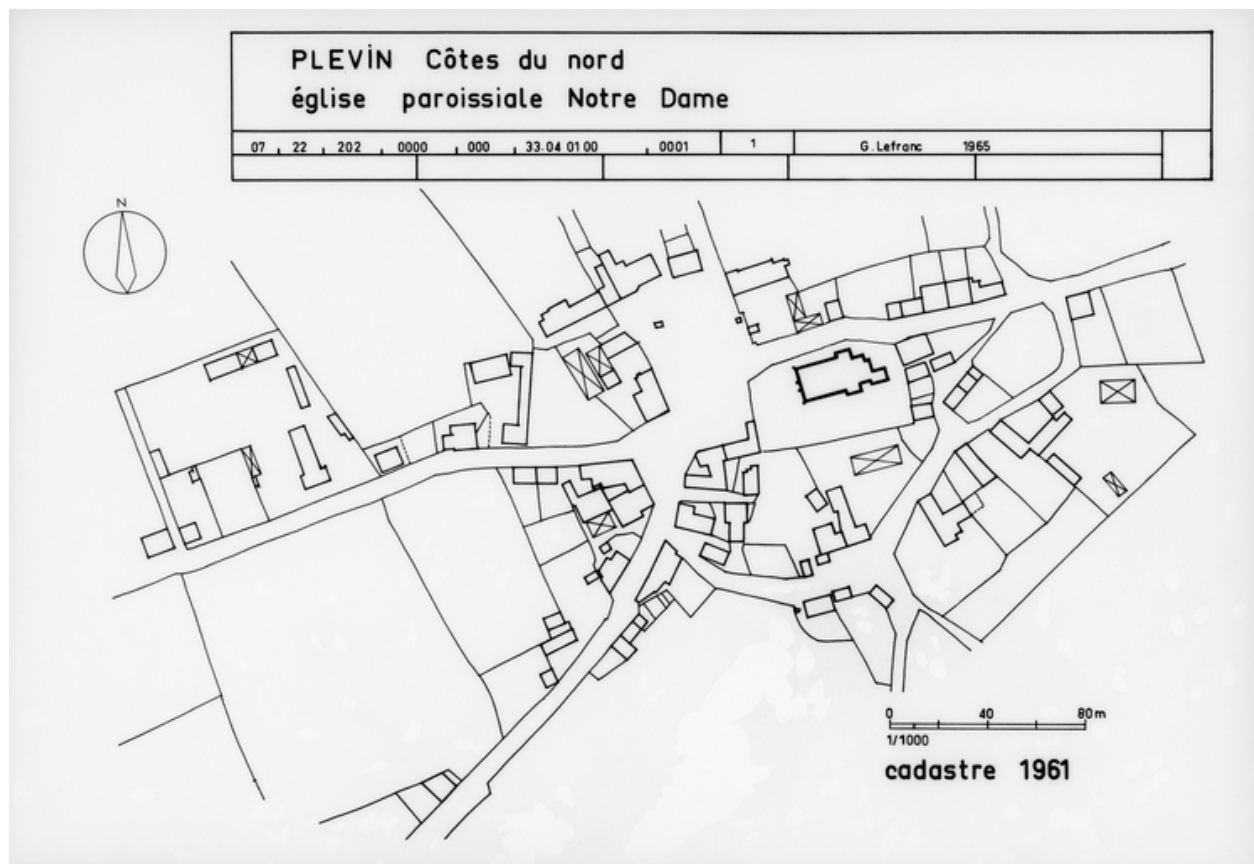 PLEVİN Côtes du nord
église paroissiale Notre Dame
07 22 202 0000 000 33.04 01 00 0001 1 G. Lefranc 1965
N
0 40 80m
1/1000
cadastre 1961